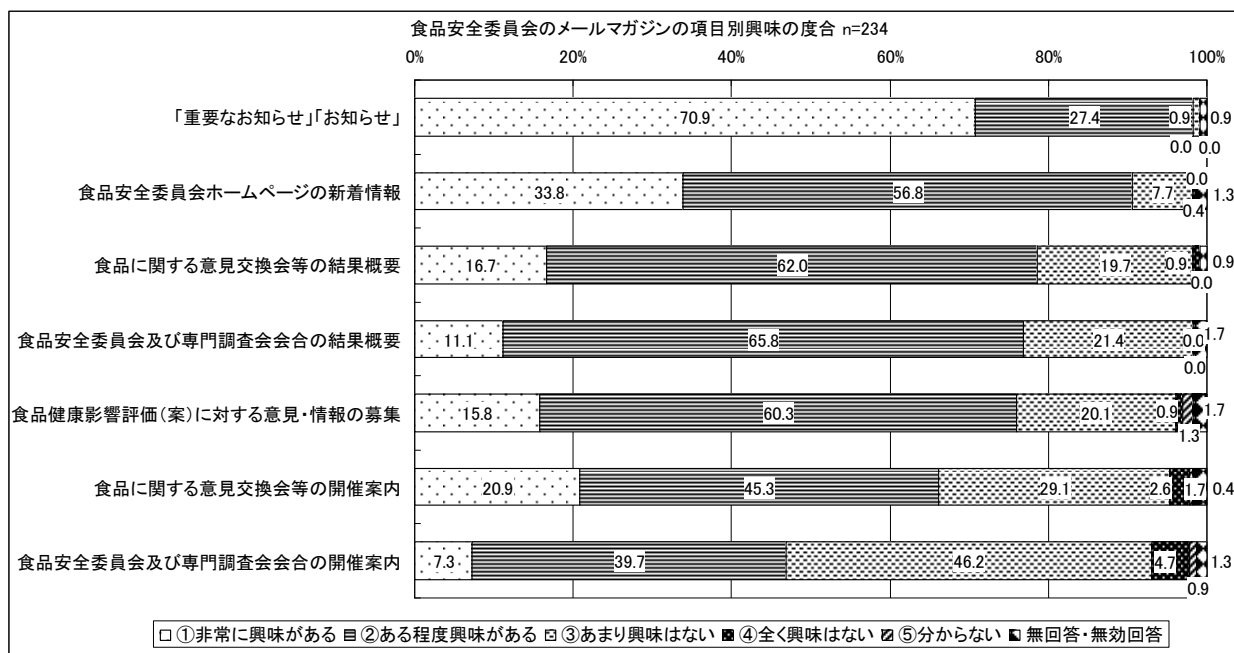 食品安全委員会のメールマガジンの項目別興味の度合 n=234
0% 20% 40% 60% 80% 100%
「重要なお知らせ」「お知らせ」 70.9 27.4 0.9 0.9
0.0 0.0
食品安全委員会ホームページの新着情報 33.8 56.8 7.7 0.0 1.3
0.4
食品に関する意見交換会等の結果概要 16.7 62.0 19.7 0.9 0.9
0.0
食品安全委員会及び専門調査会会合の結果概要 11.1 65.8 21.4 0.0 1.7
0.0
食品健康影響評価(案)に対する意見・情報の募集 15.8 60.3 20.1 0.9 1.7
1.3
食品に関する意見交換会等の開催案内 20.9 45.3 29.1 2.6 1.7 0.4
食品安全委員会及び専門調査会会合の開催案内 7.3 39.7 46.2 4.7 1.3
0.9
①非常に興味がある ②ある程度興味がある ③あまり興味はない ④全く興味はない ⑤分からない 無回答・無効回答